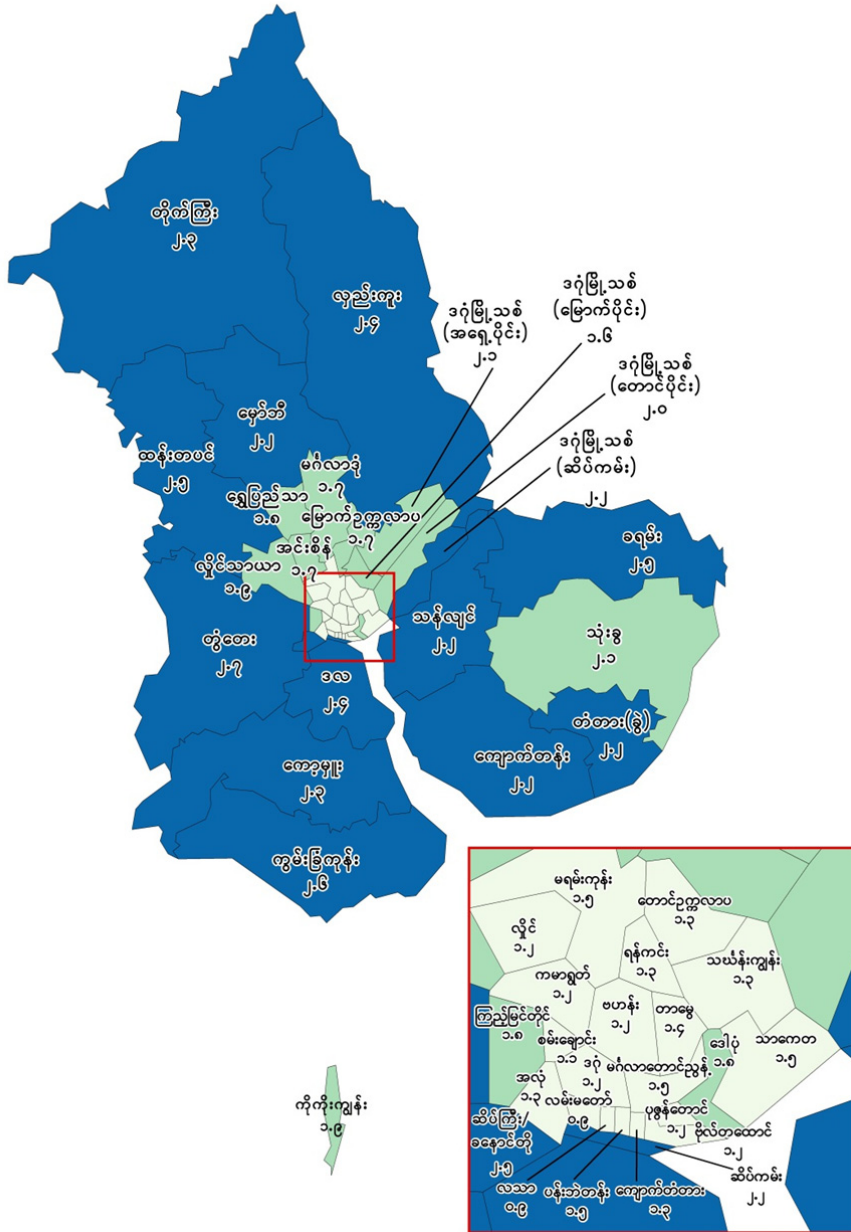 တိုက်ကြီး
၂.၃
လှည်းကူး
၂.၄
ဒဂုံမြို့သစ်
(အရှေ့ပိုင်း)
၂.၁
ဒဂုံမြို့သစ်
(မြောက်ပိုင်း)
၁.၆
ဒဂုံမြို့သစ်
(တောင်ပိုင်း)
၂.၀
ဒဂုံမြို့သစ်
(ဆိပ်ကမ်း)
၂.၂
မှော်ဘီ
၂.၂
ထန်းတပင်
၂.၅
မင်္ဂလာဒုံ
၁.၇
ရွှေပြည်သာ
၁.၈
မြောက်ဥက္ကလာပ
၁.၇
အင်းစိန်
၁.၇
လှိုင်သာယာ
၁.၉
ခရမ်း
၂.၅
သန်လျင်
၂.၂
သုံးခွ
၂.၁
တွံတေး
၂.၇
ဒလ
၂.၄
တံတား(ခွဲ)
၂.၂
ကျောက်တန်း
၂.၂
ကော့မှူး
၂.၃
ကွမ်းခြံကုန်း
၂.၆
ကိုကိုးကျွန်း
၁.၉
မရမ်းကုန်း
၁.၅
တောင်ဥက္ကလာပ
၁.၃
လှိုင်
၁.၂
ရန်ကင်း
၁.၃
သင်္ဃန်းကျွန်း
၁.၃
ကမာရွတ်
၁.၂
ဗဟန်း
၁.၂
တာမွေ
၁.၄
ကြည့်မြင်တိုင်
၁.၈
စမ်းချောင်း
၁.၁
ဒေါပုံ
၁.၈
သာကေတ
၁.၅
ဒဂုံ
၁.၂
မင်္ဂလာတောင်ညွန့်
၁.၅
အလုံ
၁.၃
လမ်းမတော်
၀.၉
ပုဇွန်တောင်
၁.၂
ဗိုလ်တထောင်
၁.၂
ဆိပ်ကြီး/
ခနောင်တို
၂.၅
ဆိပ်ကမ်း
၂.၂
လသာ
၀.၉
ပန်းဘဲတန်း
၁.၅
ကျောက်တံတား
၁.၃